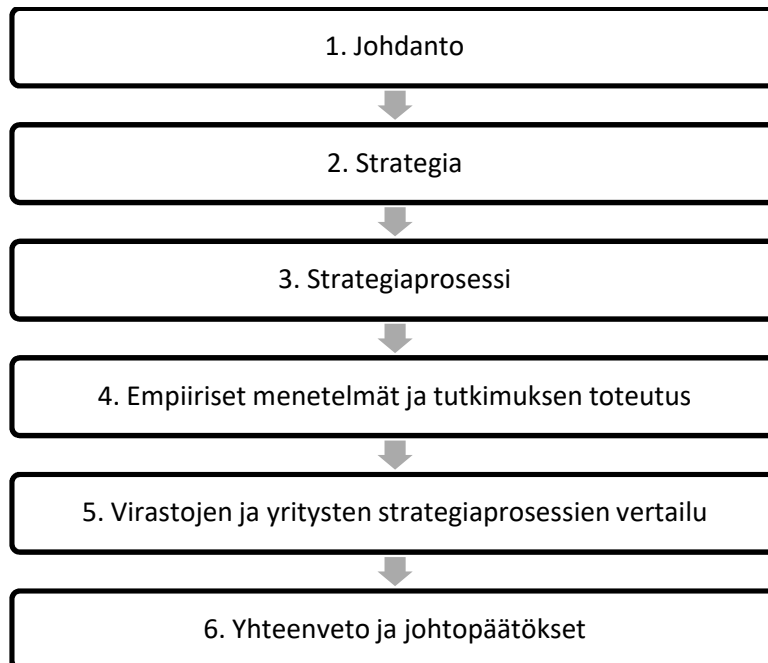 1. Johdanto
2. Strategia
3. Strategiaprosessi
4. Empiiriset menetelmät ja tutkimuksen toteutus
5. Virastojen ja yritysten strategiaprosessien vertailu
6. Yhteenveto ja johtopäätökset